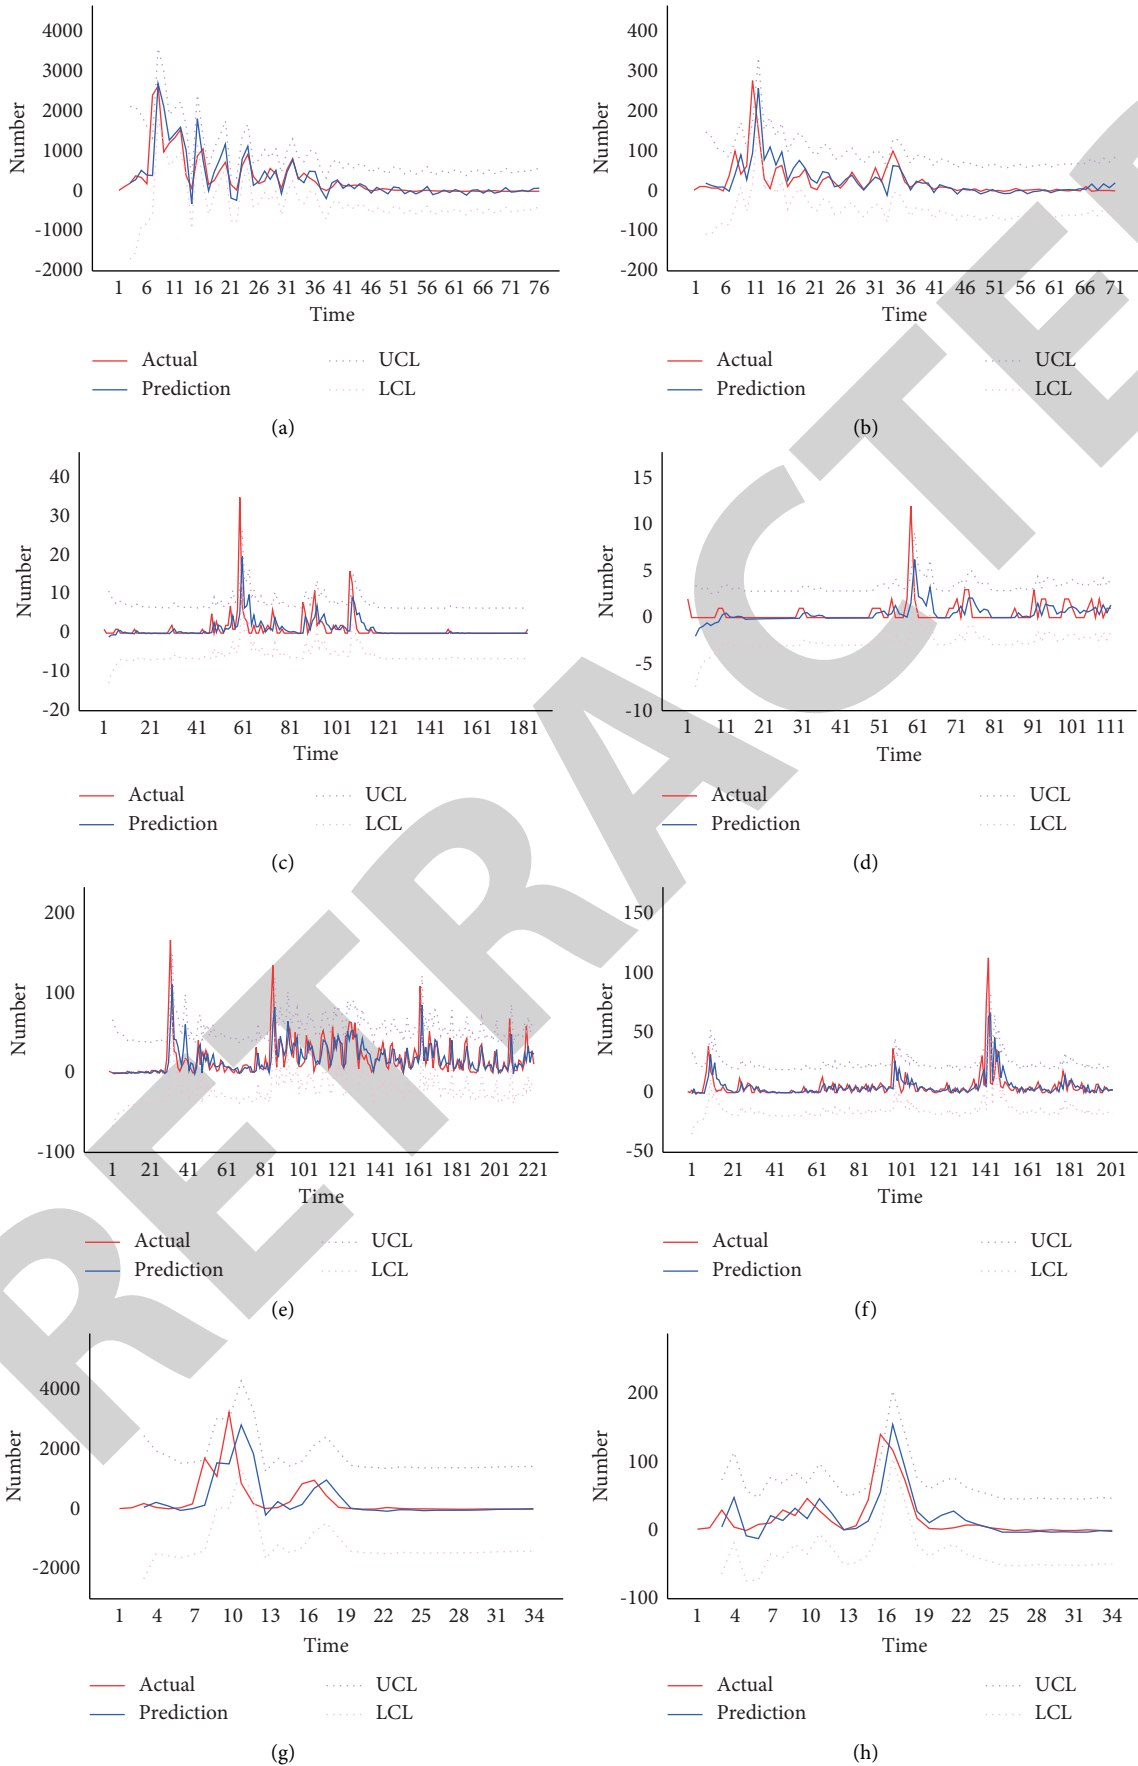 4000
3000
2000
1000
0
-1000
-2000
Number
1 6 11 16 21 26 31 36 41 46 51 56 61 66 71 76
Time
Actual UCL
Prediction LCL
(a)
400
300
200
100
0
-100
-200
Number
1 6 11 16 21 26 31 36 41 46 51 56 61 66 71
Time
Actual UCL
Prediction LCL
(b)
40
30
20
10
0
-10
-20
Number
1 21 41 61 81 101 121 141 161 181
Time
Actual UCL
Prediction LCL
(c)
15
10
5
0
-5
-10
Number
1 11 21 31 41 51 61 71 81 91 101 111
Time
Actual UCL
Prediction LCL
(d)
200
100
0
-100
Number
1 21 41 61 81 101 121 141 161 181 201 221
Time
Actual UCL
Prediction LCL
(e)
150
100
50
0
-50
Number
1 21 41 61 81 101 121 141 161 181 201
Time
Actual UCL
Prediction LCL
(f)
4000
2000
0
-2000
Number
1 4 7 10 13 16 19 22 25 28 31 34
Time
Actual UCL
Prediction LCL
(g)
200
100
0
-100
Number
1 4 7 10 13 16 19 22 25 28 31 34
Time
Actual UCL
Prediction LCL
(h)
RETRACTE